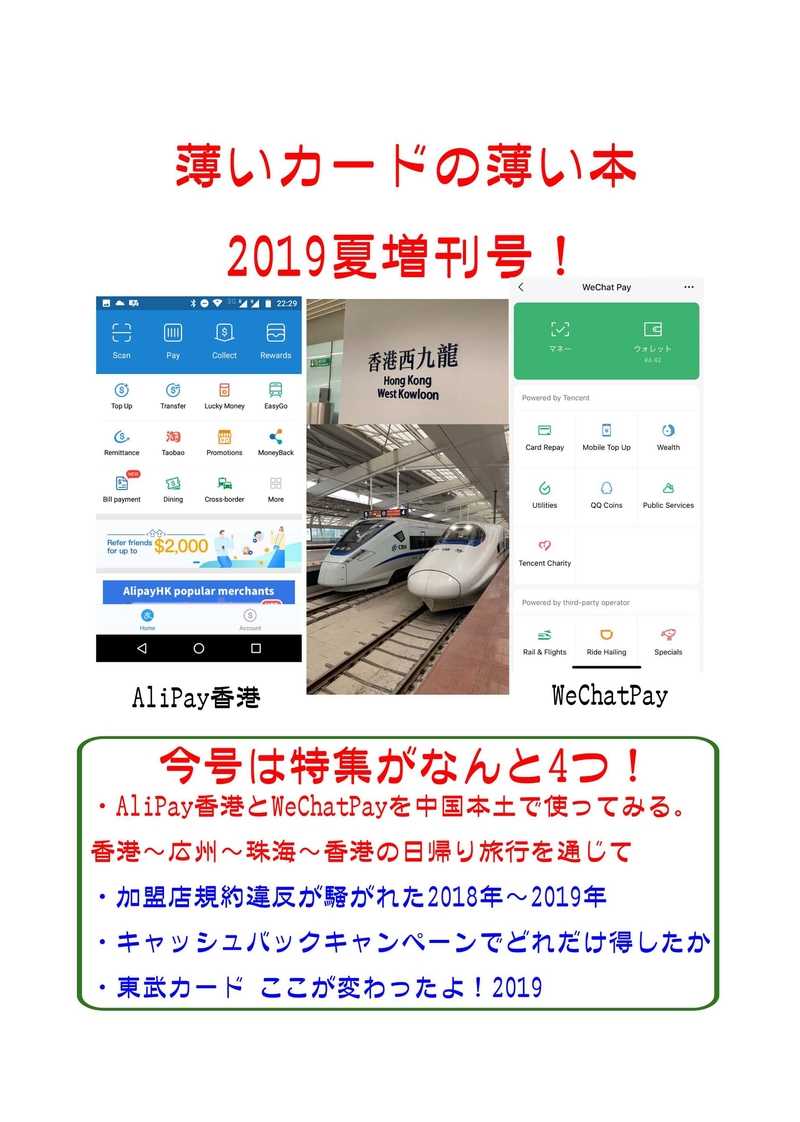 薄いカードの薄い本
2019夏増刊号！
22:29
Scan Pay Collect Rewards
Top Up Transfer Lucky Money EasyGo
淘
Remittance Taobao Promotions MoneyBack
NEW
Bill payment Dining Cross-border More
Refer friends
for up to $2,000
AlipayHK popular merchants
Home Account
AliPay香港
香港西九龍
Hong Kong
West Kowloon
WeChat Pay
マネー ウォレット
Powered by Tencent
Card Repay Mobile Top Up Wealth
Utilities QQ Coins Public Services
Tencent Charity
Powered by third-party operator
Rail & Flights Ride Hailing Specials
WeChatPay
今号は特集がなんと4つ！
・AliPay香港とWeChatPayを中国本土で使ってみる。
香港～広州～珠海～香港の日帰り旅行を通じて
・加盟店規約違反が騒がれた2018年～2019年
・キャッシュバックキャンペーンでどれだけ得したか
・東武カード ここが変わったよ！2019